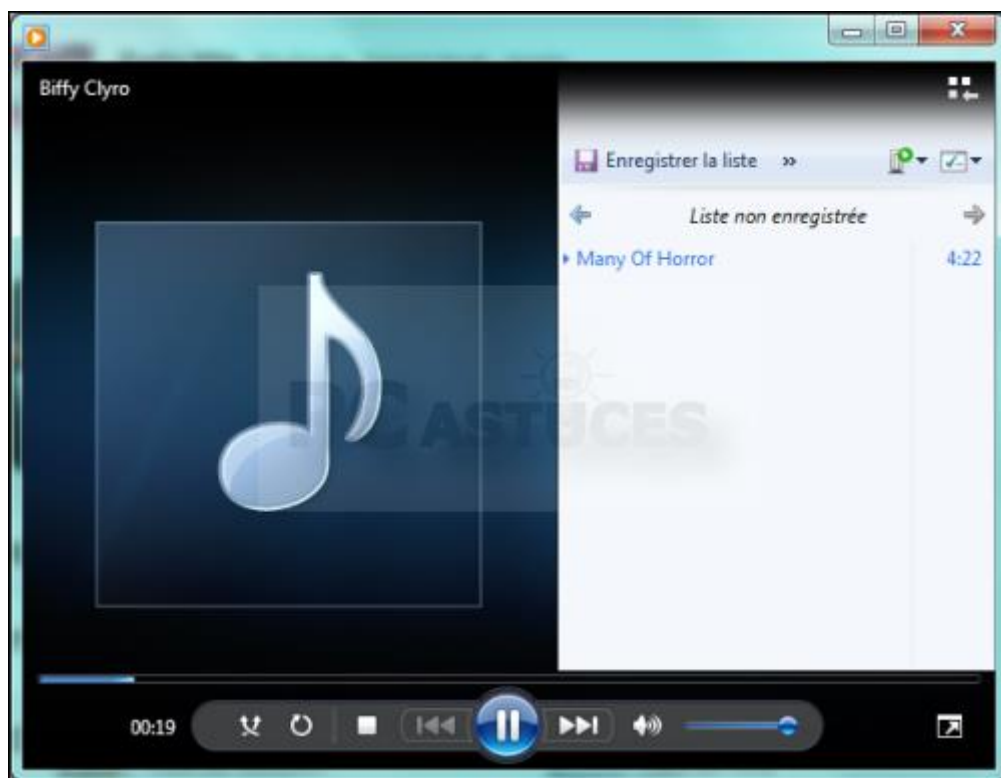 Biffy Clyro
Enregistrer la liste »
Liste non enregistrée
Many Of Horror 4:22
PC ASTUCES
00:19